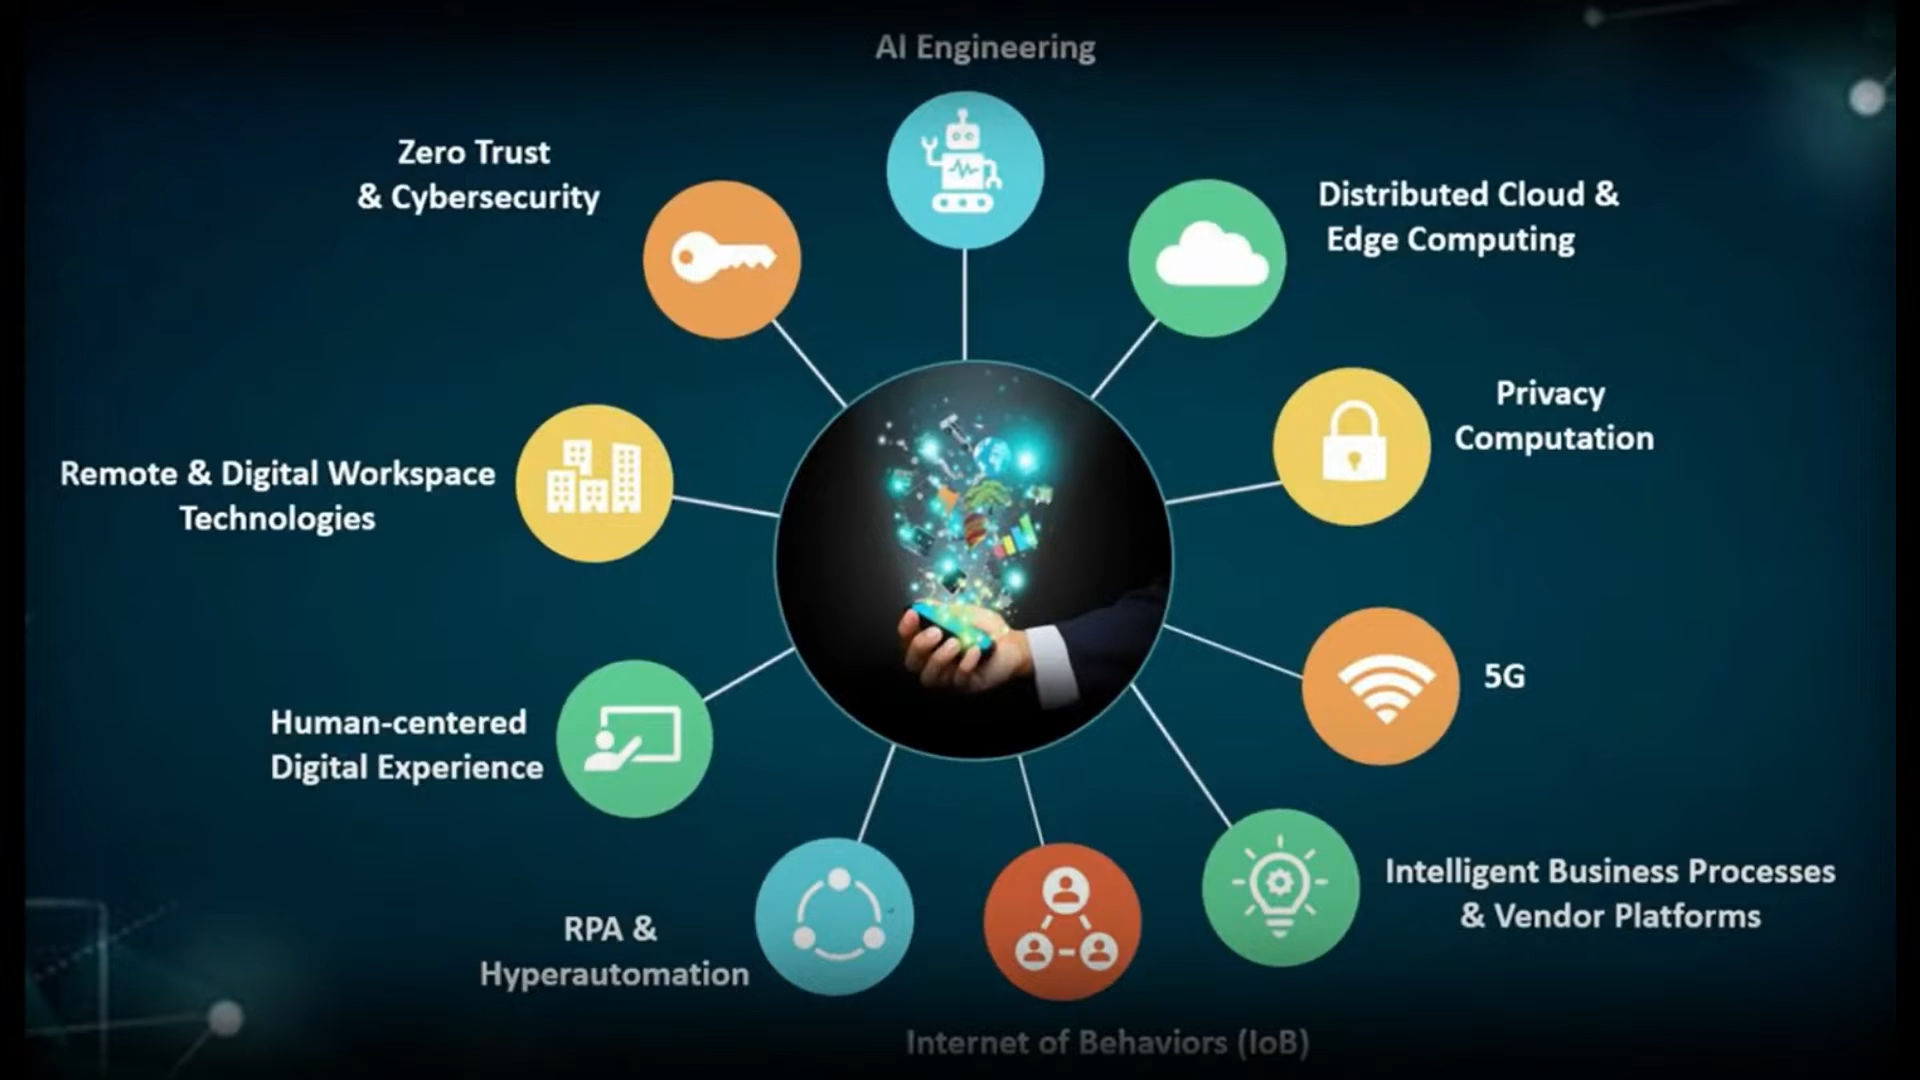 AI Engineering
Zero Trust
& Cybersecurity
Distributed Cloud &
Edge Computing
Privacy
Computation
Remote & Digital Workspace
Technologies
5G
Human-centered
Digital Experience
Intelligent Business Processes
& Vendor Platforms
RPA &
Hyperautomation
Internet of Behaviors (IoB)